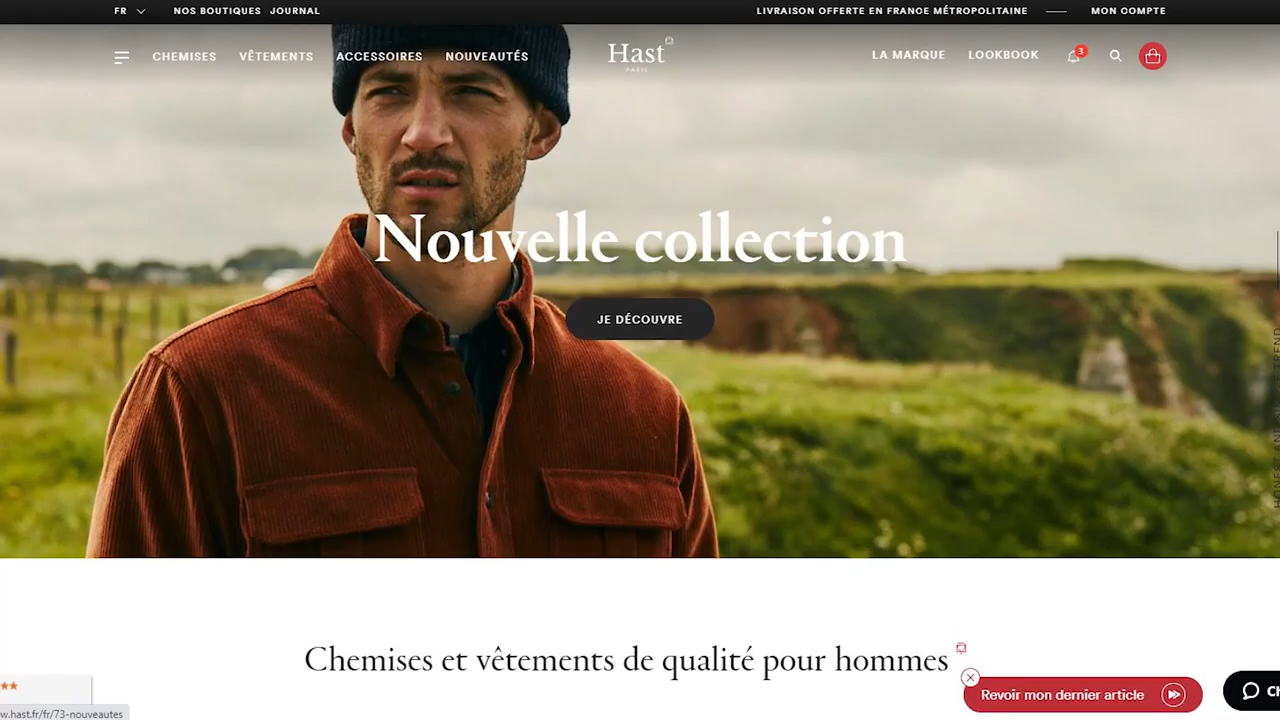 FR NOS BOUTIQUES JOURNAL LIVRAISON OFFERTE EN FRANCE MÉTROPOLITAINE MON COMPTE
CHEMISES VÊTEMENTS ACCESSOIRES NOUVEAUTÉS Hast LA MARQUE LOOKBOOK 3
PARIS
Nouvelle collection
JE DÉCOUVRE
Chemises et vêtements de qualité pour hommes
Revoir mon dernier article
w.hast.fr/fr/73-nouveautes